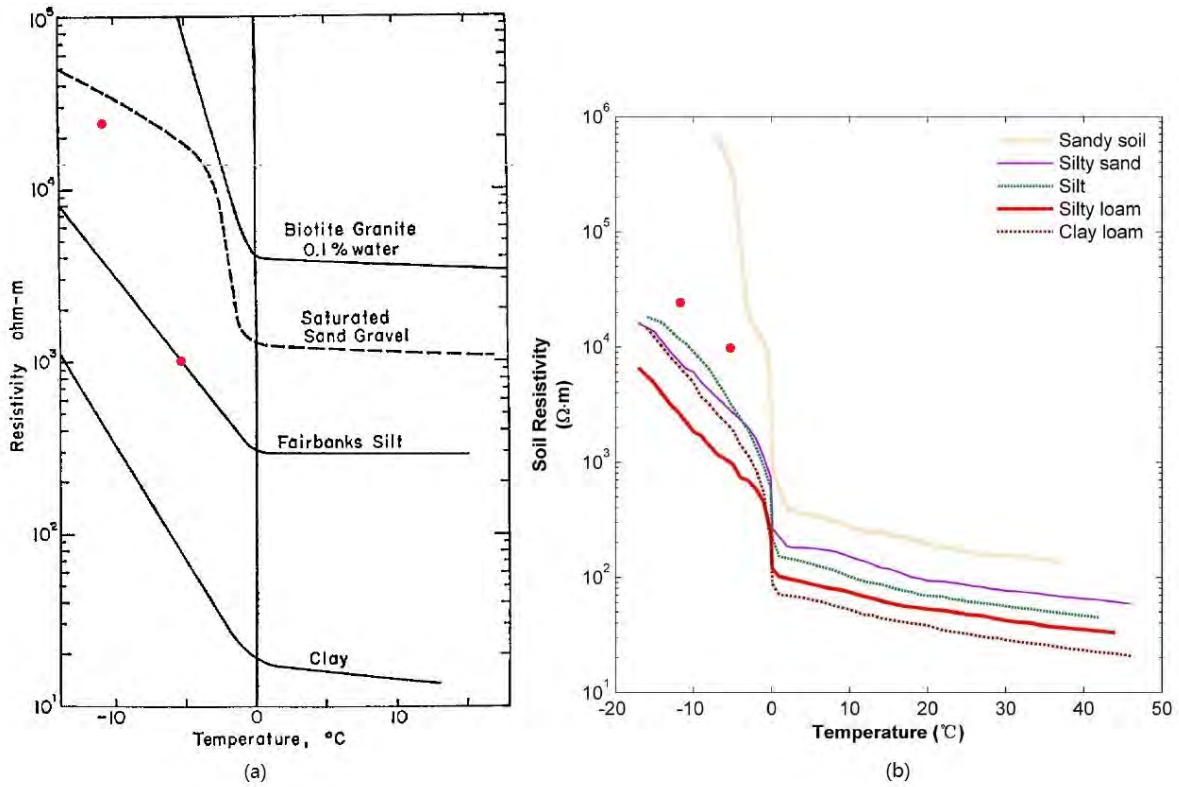 10⁶
10⁵
10⁴
10³
10²
10¹
Resistivity ohm-m
Biotite Granite
0.1% water
Saturated
Sand Gravel
Fairbanks Silt
Clay
-10
0
10
Temperature, °C
(a)
10⁶
10⁵
10⁴
10³
10²
10¹
Soil Resistivity
(Ω·m)
Sandy soil
Silty sand
Silt
Silty loam
Clay loam
-20
-10
0
10
20
30
40
50
Temperature (℃)
(b)